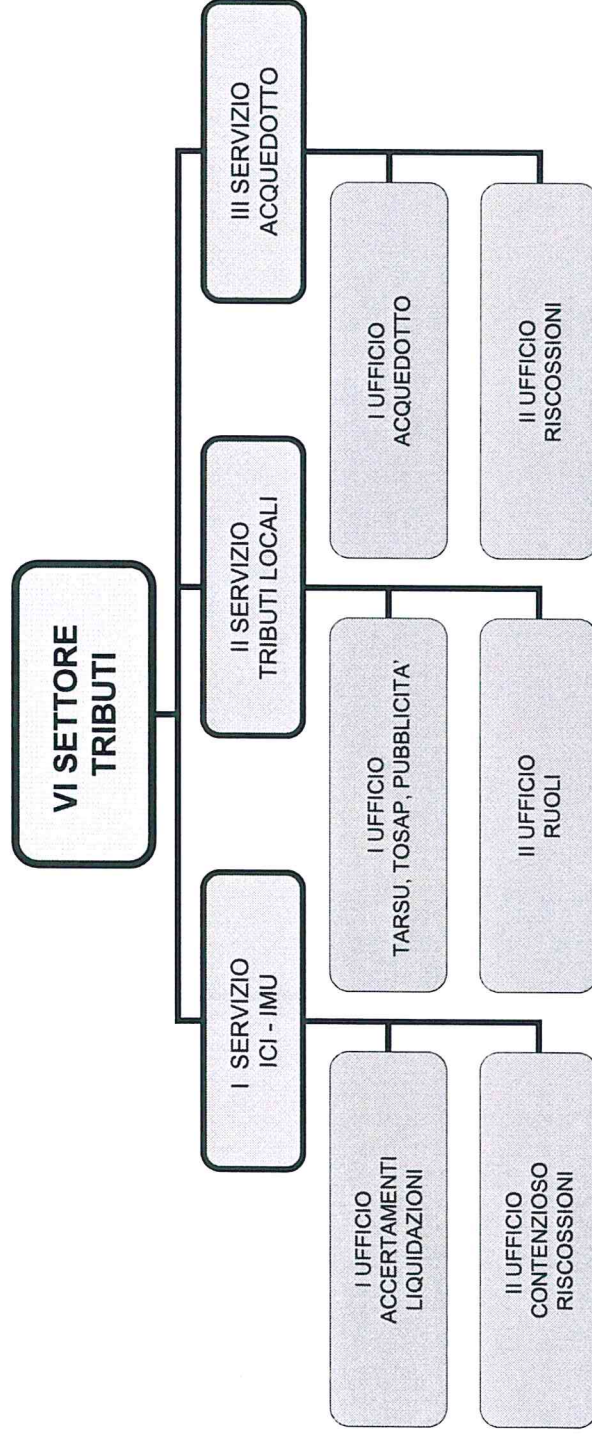 VI SETTORE
TRIBUTI
I SERVIZIO
ICI - IMU
I UFFICIO
ACCERTAMENTI
LIQUIDAZIONI
II UFFICIO
CONTENZIOSO
RISCOSSIONI
II SERVIZIO
TRIBUTI LOCALI
I UFFICIO
TARSU, TOSAP, PUBBLICITA'
II UFFICIO
RUOLI
III SERVIZIO
ACQUEDOTTO
I UFFICIO
ACQUEDOTTO
II UFFICIO
RISCOSSIONI